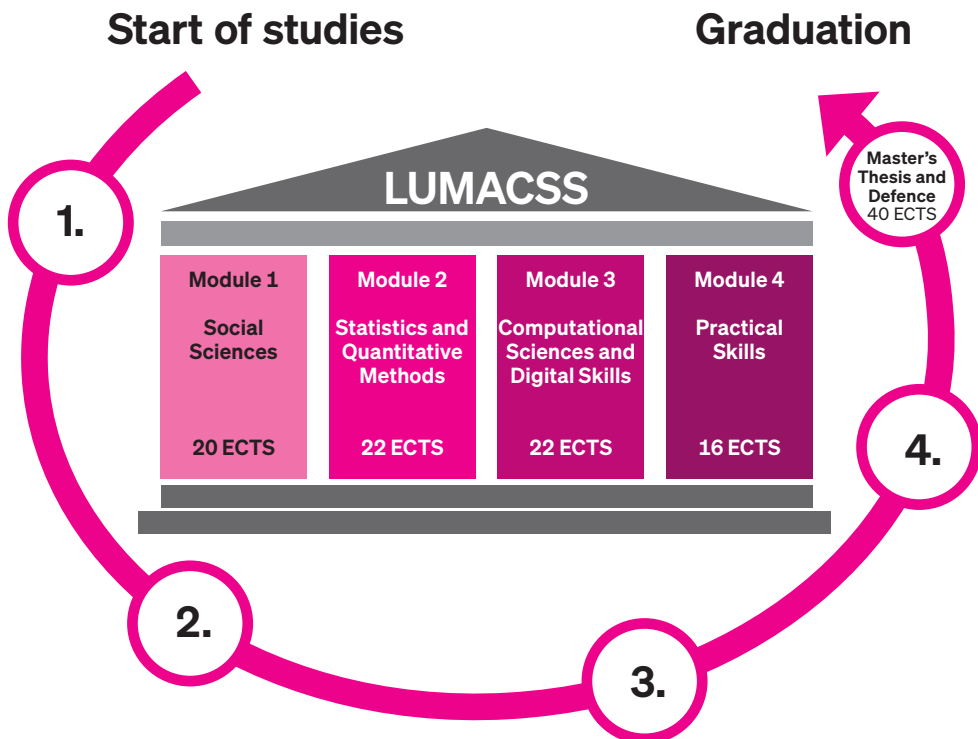 Start of studies
Graduation
Master's
Thesis and
Defence
40 ECTS
LUMACSS
1.
Module 1
Social
Sciences
20 ECTS
Module 2
Statistics and
Quantitative
Methods
22 ECTS
Module 3
Computational
Sciences and
Digital Skills
22 ECTS
Module 4
Practical
Skills
16 ECTS
4.
2.
3.